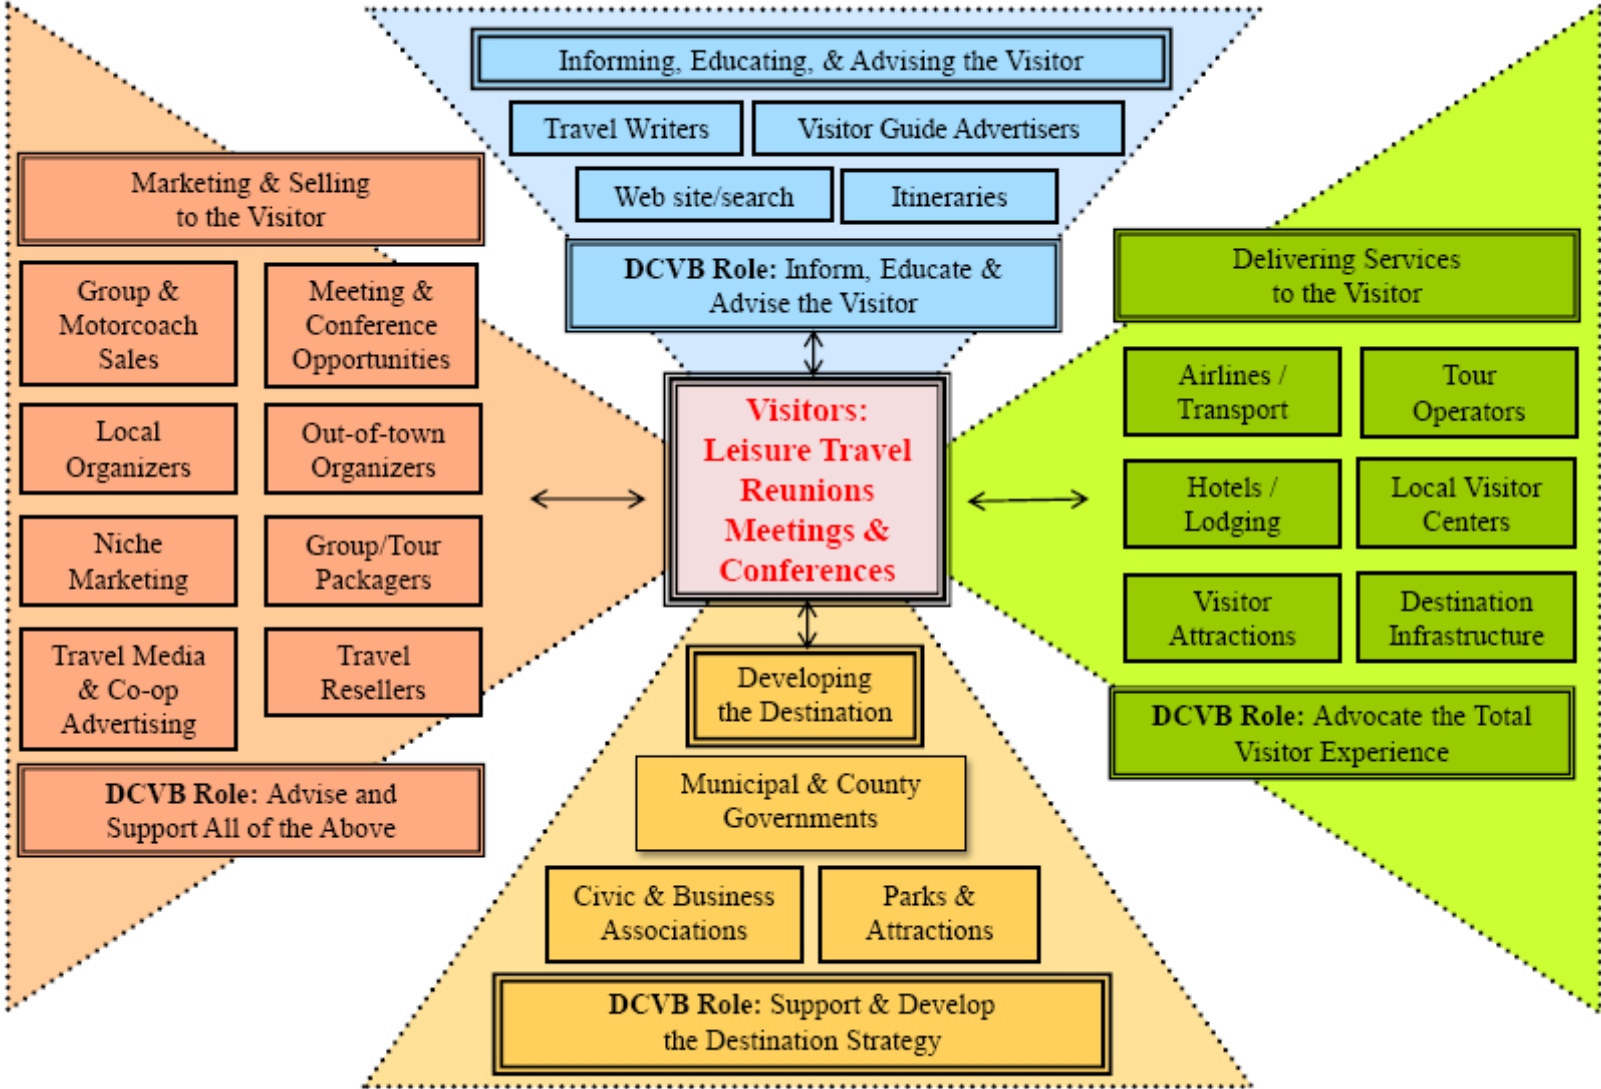 Informing, Educating, & Advising the Visitor
Travel Writers
Visitor Guide Advertisers
Web site/search
Itineraries
DCVB Role: Inform, Educate &
Advise the Visitor
Marketing & Selling
to the Visitor
Group &
Motorcoach
Sales
Meeting &
Conference
Opportunities
Local
Organizers
Out-of-town
Organizers
Niche
Marketing
Group/Tour
Packagers
Travel Media
& Co-op
Advertising
Travel
Resellers
DCVB Role: Advise and
Support All of the Above
Visitors:
Leisure Travel
Reunions
Meetings &
Conferences
Delivering Services
to the Visitor
Airlines /
Transport
Tour
Operators
Hotels /
Lodging
Local Visitor
Centers
Visitor
Attractions
Destination
Infrastructure
DCVB Role: Advocate the Total
Visitor Experience
Developing
the Destination
Municipal & County
Governments
Civic & Business
Associations
Parks &
Attractions
DCVB Role: Support & Develop
the Destination Strategy